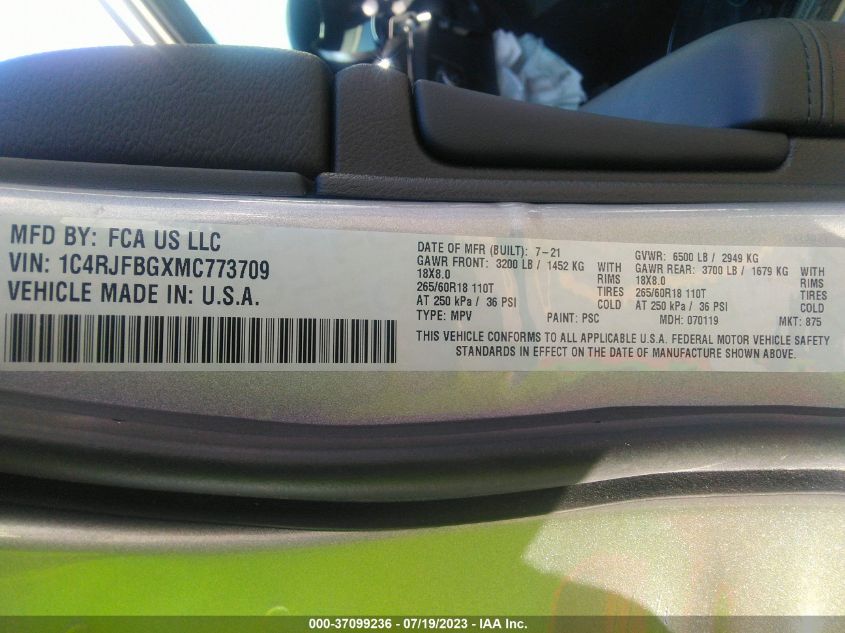 MFD BY: FCA US LLC
VIN: 1C4RJFBGXMC773709
VEHICLE MADE IN: U.S.A.
DATE OF MFR (BUILT): 7-21
GAWR FRONT: 3200 LB / 1452 KG WITH
18X8.0 RIMS
265/60R18 110T TIRES
AT 250 kPa / 36 PSI COLD
TYPE: MPV
GVWR: 6500 LB / 2949 KG
GAWR REAR: 3700 LB / 1679 KG WITH
18X8.0 RIMS
265/60R18 110T TIRES
AT 250 kPa / 36 PSI COLD
PAINT: PSC MDH: 070119 MKT: 875
THIS VEHICLE CONFORMS TO ALL APPLICABLE U.S.A. FEDERAL MOTOR VEHICLE SAFETY
STANDARDS IN EFFECT ON THE DATE OF MANUFACTURE SHOWN ABOVE.
000-37099236 - 07/19/2023 - IAA Inc.